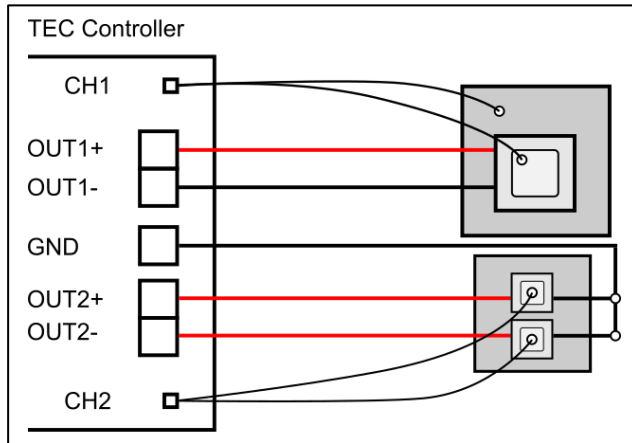 TEC Controller
CH1
OUT1+
OUT1-
GND
OUT2+
OUT2-
CH2